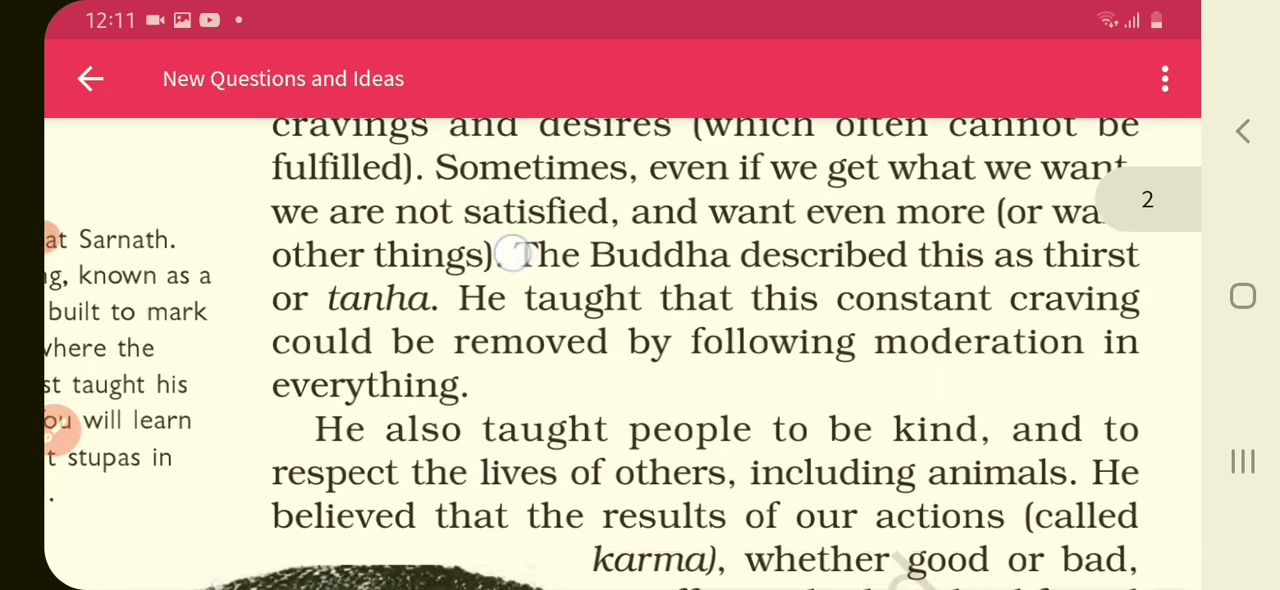 12:11
New Questions and Ideas
cravings and desires (which often cannot be
fulfilled). Sometimes, even if we get what we want,
we are not satisfied, and want even more (or wa
other things). The Buddha described this as thirst
or tanha. He taught that this constant craving
could be removed by following moderation in
everything.
He also taught people to be kind, and to
respect the lives of others, including animals. He
believed that the results of our actions (called
karma), whether good or bad,
2
at Sarnath.
, known as a
built to mark
where the
taught his
you will learn
stupas in
.